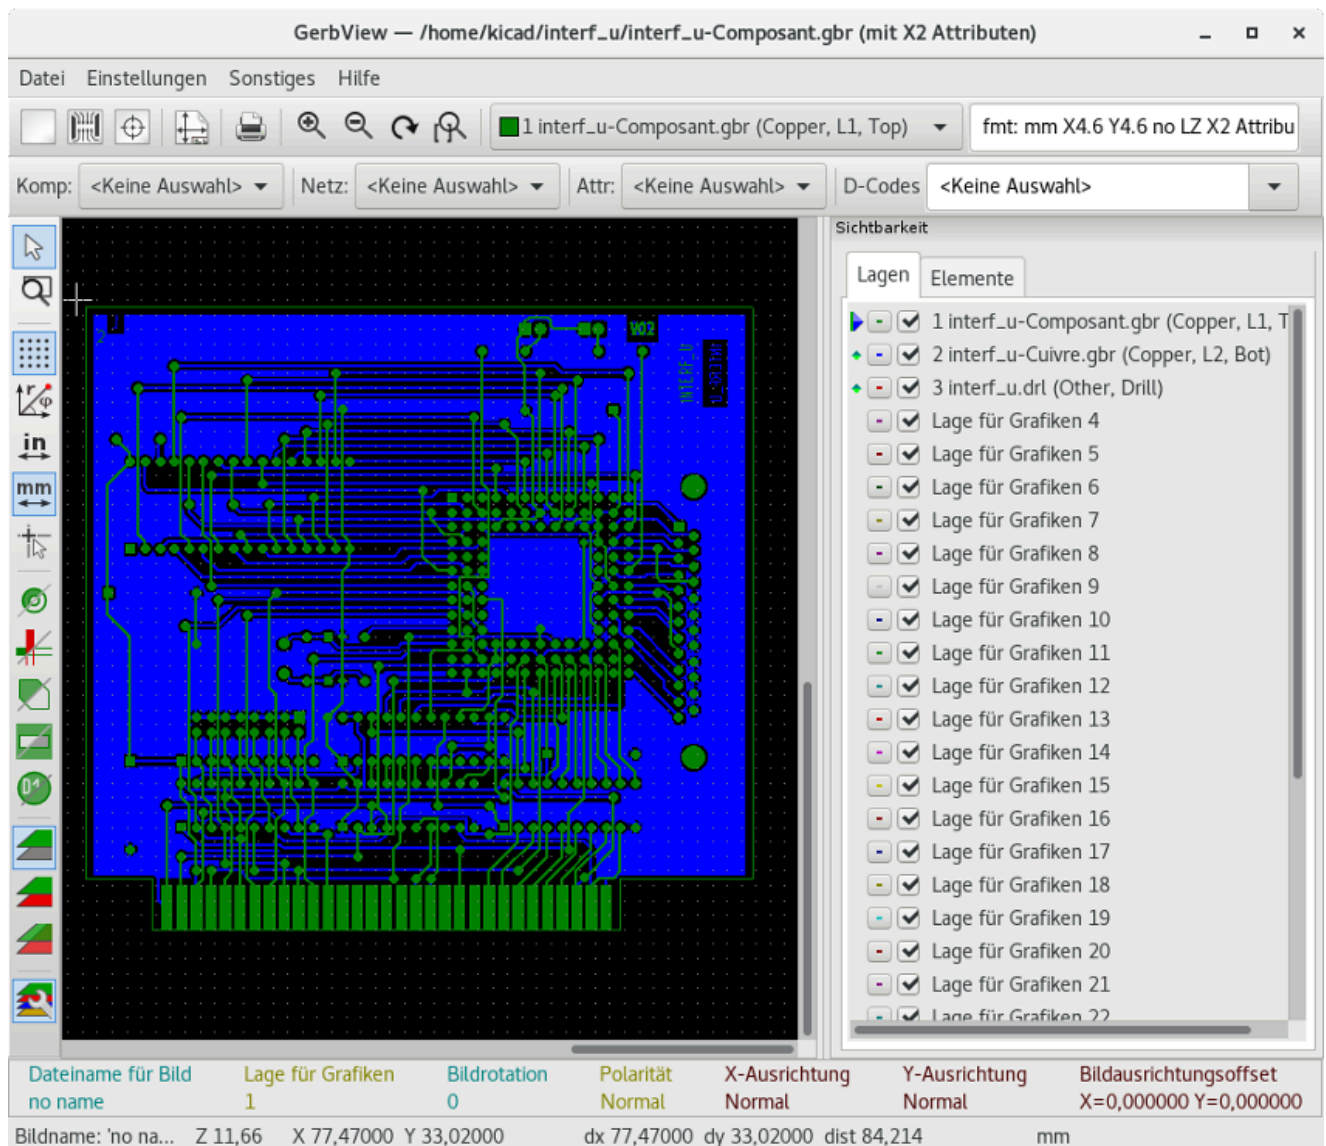 GerbView — /home/kicad/interf_u/interf_u-Composant.gbr (mit X2 Attributen)
Datei Einstellungen Sonstiges Hilfe
1 interf_u-Composant.gbr (Copper, L1, Top) fmt: mm X4.6 Y4.6 no LZ X2 Attribu
Komp: <Keine Auswahl> Netz: <Keine Auswahl> Attr: <Keine Auswahl> D-Codes <Keine Auswahl>
Sichtbarkeit
Lagen Elemente
1 interf_u-Composant.gbr (Copper, L1, T
2 interf_u-Cuivre.gbr (Copper, L2, Bot)
3 interf_u.drl (Other, Drill)
Lage für Grafiken 4
Lage für Grafiken 5
Lage für Grafiken 6
Lage für Grafiken 7
Lage für Grafiken 8
Lage für Grafiken 9
Lage für Grafiken 10
Lage für Grafiken 11
Lage für Grafiken 12
Lage für Grafiken 13
Lage für Grafiken 14
Lage für Grafiken 15
Lage für Grafiken 16
Lage für Grafiken 17
Lage für Grafiken 18
Lage für Grafiken 19
Lage für Grafiken 20
Lage für Grafiken 21
Lage für Grafiken 22
in
mm
2
INTERF_U
Dateiname für Bild Lage für Grafiken Bildrotation Polarität X-Ausrichtung Y-Ausrichtung Bildausrichtungsoffset
no name 1 0 Normal Normal Normal X=0,000000 Y=0,000000
Bildname: 'no na... Z 11,66 X 77,47000 Y 33,02000 dx 77,47000 dy 33,02000 dist 84,214 mm